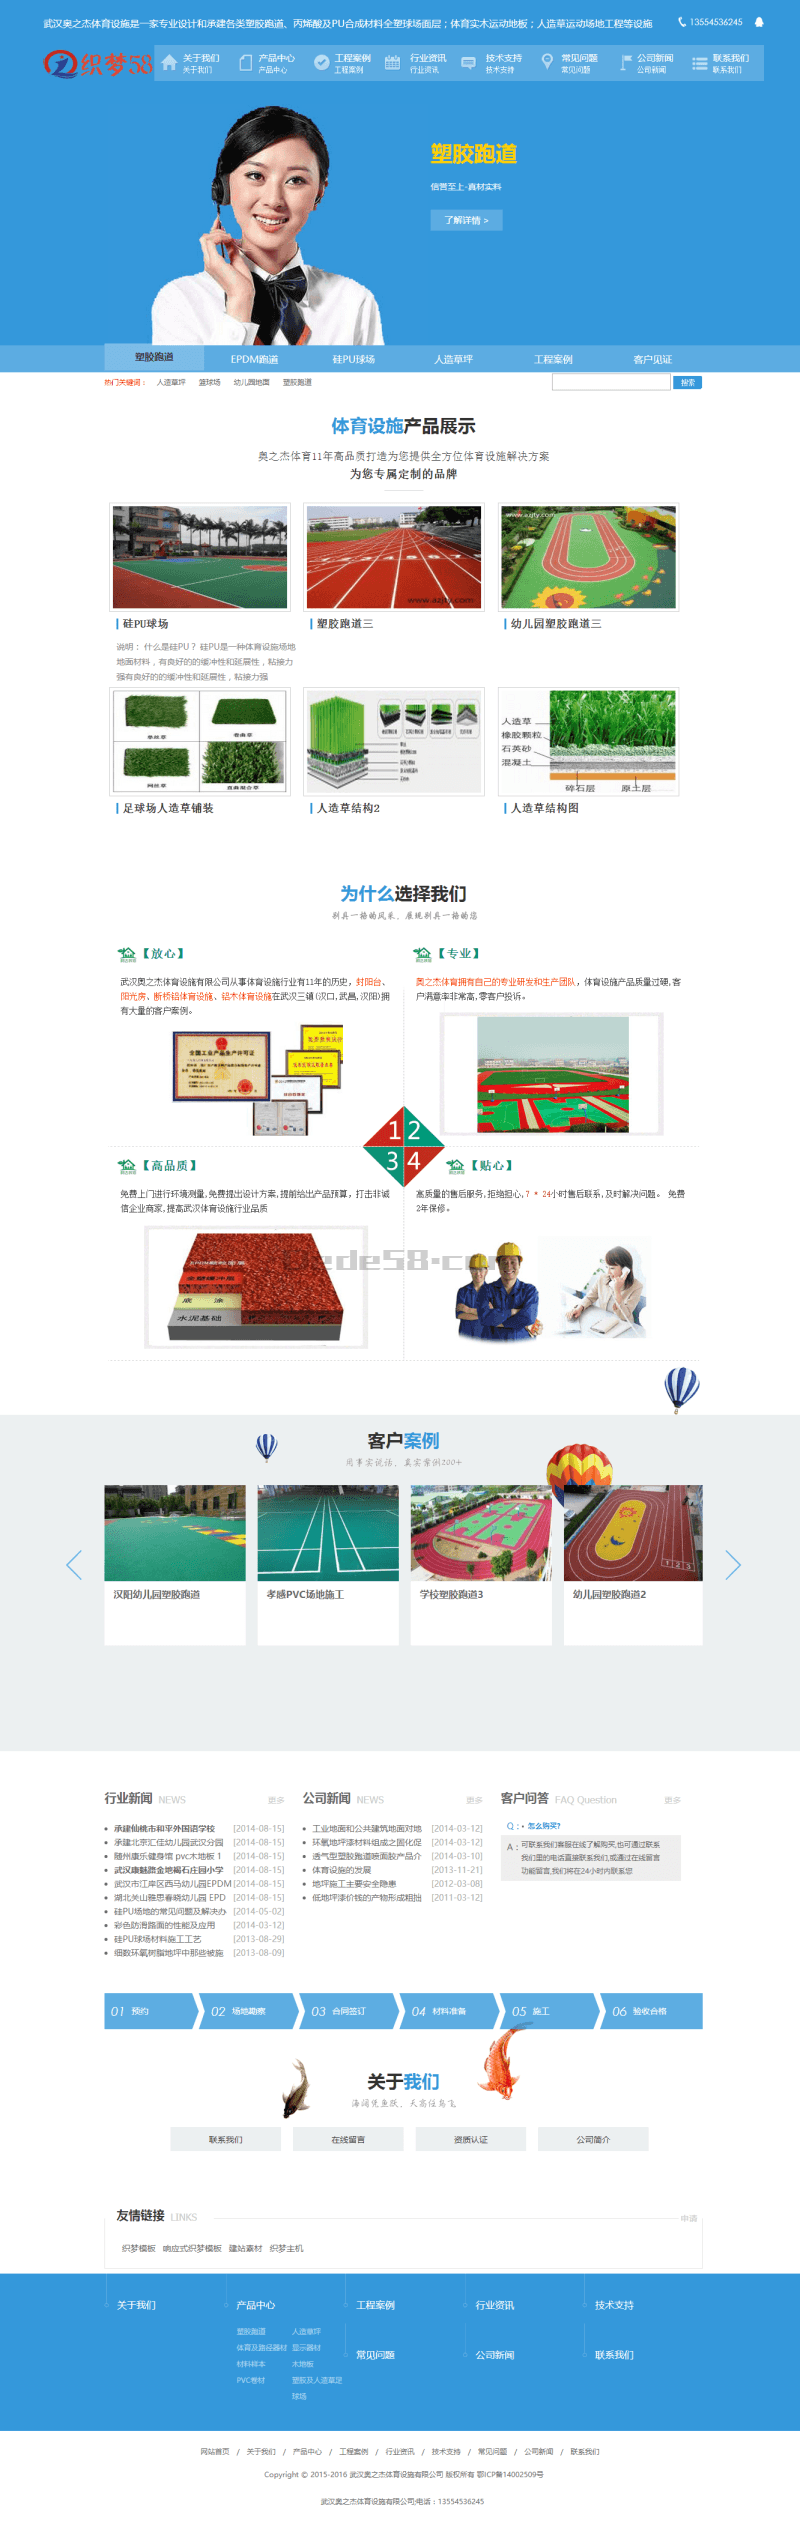 武汉奥之杰体育设施是一家专业设计和承建各类塑胶跑道、丙烯酸及PU合成材料全塑球场面层；体育实木运动地板；人造草运动场地工程等设施
13554536245
织梦58
关于我们 产品中心 工程案例 行业资讯 技术支持 常见问题 公司新闻 联系我们
关于我们 产品中心 工程案例 行业资讯 技术支持 常见问题 公司新闻 联系我们
塑胶跑道
信誉至上-真材实料
了解详情 >
塑胶跑道 EPDM跑道 硅PU球场 人造草坪 工程案例 客户见证
热门关键词： 人造草坪 篮球场 幼儿园地面 塑胶跑道
搜索
体育设施产品展示
奥之杰体育11年高品质打造为您提供全方位体育设施解决方案
为您专属定制的品牌
www.azjty.com
www.azjty.com
硅PU球场 塑胶跑道三 幼儿园塑胶跑道三
说明： 什么是硅PU？ 硅PU是一种体育设施场地
地面材料，有良好的的缓冲性和延展性，粘接力
强有良好的的缓冲性和延展性，粘接力强
人造草
橡胶颗粒
石英砂
混凝土
碎石层 原土层
足球场人造草铺装 人造草结构2 人造草结构图
为什么选择我们
别具一格的风采、展现别具一格的您
【放心】
武汉奥之杰体育设施有限公司从事体育设施行业有11年的历史，封阳台、
阳光房、断桥铝体育设施、铝木体育设施在武汉三镇(汉口,武昌,汉阳)拥
有大量的客户案例。
全国工业产品生产许可证
【专业】
奥之杰体育拥有自己的专业研发和生产团队，体育设施产品质量过硬,客
户满意率非常高,零客户投诉。
1 2
3 4
【高品质】
免费上门进行环境测量,免费提出设计方案,提前给出产品预算，打击非诚
信企业商家,提高武汉体育设施行业品质
全塑缓冲层
底 涂
水泥基础
【贴心】
高质量的售后服务,拒绝担心,7 * 24小时售后联系,及时解决问题。 免费
2年保修。
客户案例
用事实说话、真实案例200+
汉阳幼儿园塑胶跑道 孝感PVC场地施工 学校塑胶跑道3 幼儿园塑胶跑道2
行业新闻 NEWS 更多
承建仙桃市和平外国语学校 [2014-08-15]
承建北京汇佳幼儿园武汉分园 [2014-08-15]
随州康乐健身馆 pvc木地板 1 [2014-08-15]
武汉康魅路金地褐石庄园小学 [2014-08-15]
武汉市江岸区西马幼儿园EPDM [2014-08-15]
湖北关山雅思春晓幼儿园 EPD [2014-08-15]
硅PU场地的常见问题及解决办 [2014-05-02]
彩色防滑路面的性能及应用 [2014-03-12]
硅PU球场材料施工工艺 [2013-08-29]
细数环氧树脂地坪中那些被施 [2013-08-09]
公司新闻 NEWS 更多
工业地面和公共建筑地面对地 [2014-03-12]
环氧地坪漆材料组成之固化促 [2014-03-12]
透气型塑胶跑道喷面胶产品介 [2014-03-10]
体育设施的发展 [2013-11-21]
地坪施工主要安全隐患 [2012-03-08]
低地坪漆价钱的产物形成粗拙 [2011-03-12]
客户问答 FAQ Question 更多
Q：• 怎么购买?
A：可联系我们客服在线了解购买,也可通过联系
我们里的电话直接联系我们,或通过在线留言
功能留言,我们将在24小时内联系您
01 预约 02 场地勘察 03 合同签订 04 材料准备 05 施工 06 验收合格
关于我们
海阔凭鱼跃、天高任鸟飞
联系我们 在线留言 资质认证 公司简介
友情链接 LINKS 申请
织梦模板 响应式织梦模板 建站素材 织梦主机
关于我们 产品中心 工程案例 行业资讯 技术支持
塑胶跑道 人造草坪
体育及路径器材 显示器材
材料样本 木地板
PVC卷材 塑胶及人造草足
球场
常见问题 公司新闻 联系我们
网站首页 / 关于我们 / 产品中心 / 工程案例 / 行业资讯 / 技术支持 / 常见问题 / 公司新闻 / 联系我们
Copyright © 2015-2016 武汉奥之杰体育设施有限公司 版权所有 鄂ICP备14002509号
武汉奥之杰体育设施有限公司;电话：13554536245